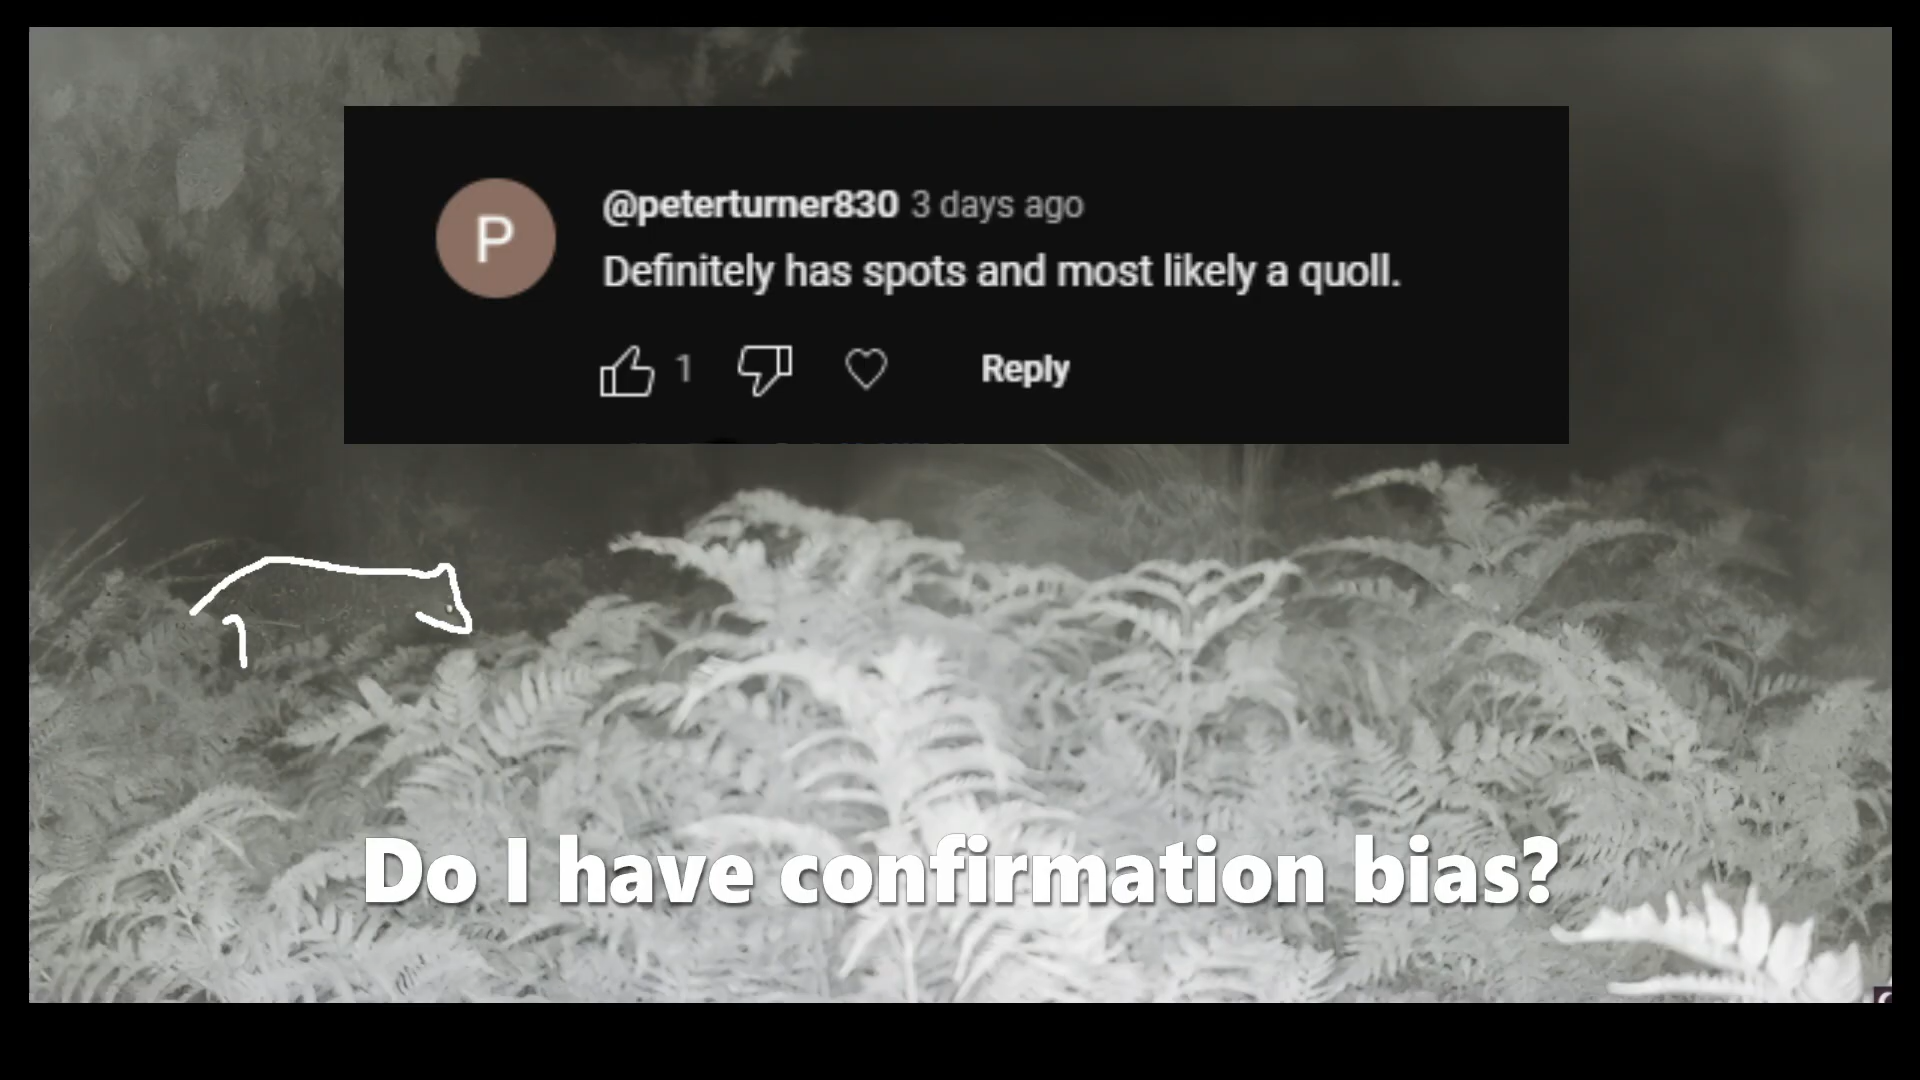 P
@peterturner830 3 days ago
Definitely has spots and most likely a quoll.
1
Reply
Do I have confirmation bias?